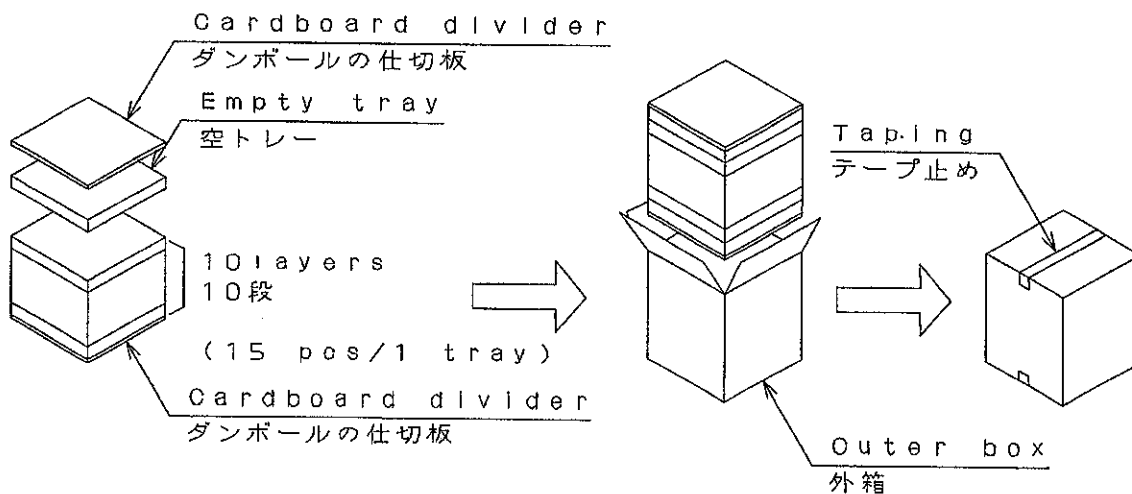 Cardboard divider
ダンボールの仕切板
Empty tray
空トレー
10layers
10段
(15 pcs/1 tray)
Cardboard divider
ダンボールの仕切板
Taping
テープ止め
Outer box
外箱